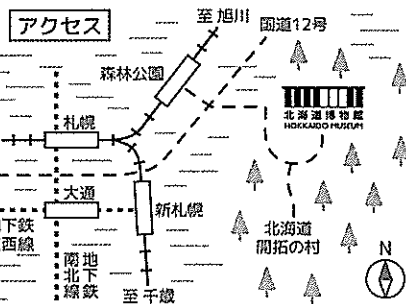 アクセス
至 旭川
国道12号
森林公園
北海道博物館
HOKKAIDO MUSEUM
札幌
大通
新札幌
下鉄
西線
南北線
地下鉄
至 千歳
北海道
開拓の村
N